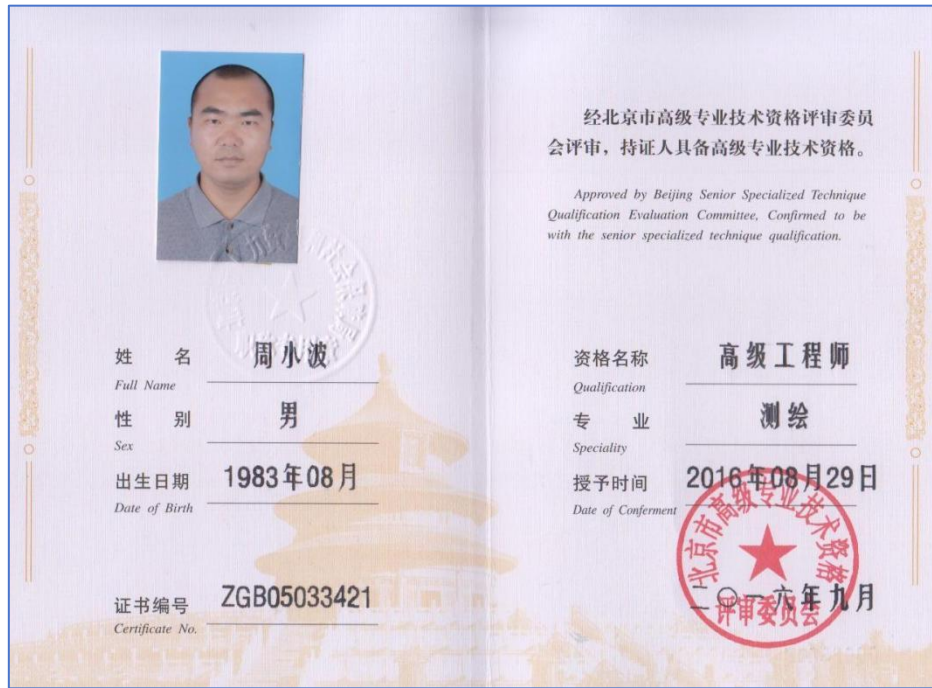 姓 名 周小波
Full Name
性 别 男
Sex
出生日期 1983年08月
Date of Birth
证书编号 ZGB05033421
Certificate No.
经北京市高级专业技术资格评审委员
会评审，持证人具备高级专业技术资格。
Approved by Beijing Senior Specialized Technique
Qualification Evaluation Committee, Confirmed to be
with the senior specialized technique qualification.
资格名称 高级工程师
Qualification
专 业 测绘
Speciality
授予时间 2016年08月29日
Date of Conferment
北京市高级专业技术资格
评审委员会
二〇一六年九月